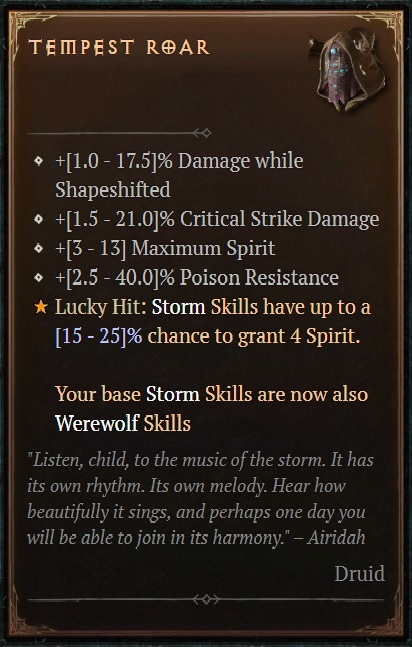 TEMPEST ROAR
+[1.0 - 17.5]% Damage while
Shapeshifted
+[1.5 - 21.0]% Critical Strike Damage
+[3 - 13] Maximum Spirit
+[2.5 - 40.0]% Poison Resistance
Lucky Hit: Storm Skills have up to a
[15 - 25]% chance to grant 4 Spirit.
Your base Storm Skills are now also
Werewolf Skills
"Listen, child, to the music of the storm. It has
its own rhythm. Its own melody. Hear how
beautifully it sings, and perhaps one day you
will be able to join in its harmony." – Airidah
Druid